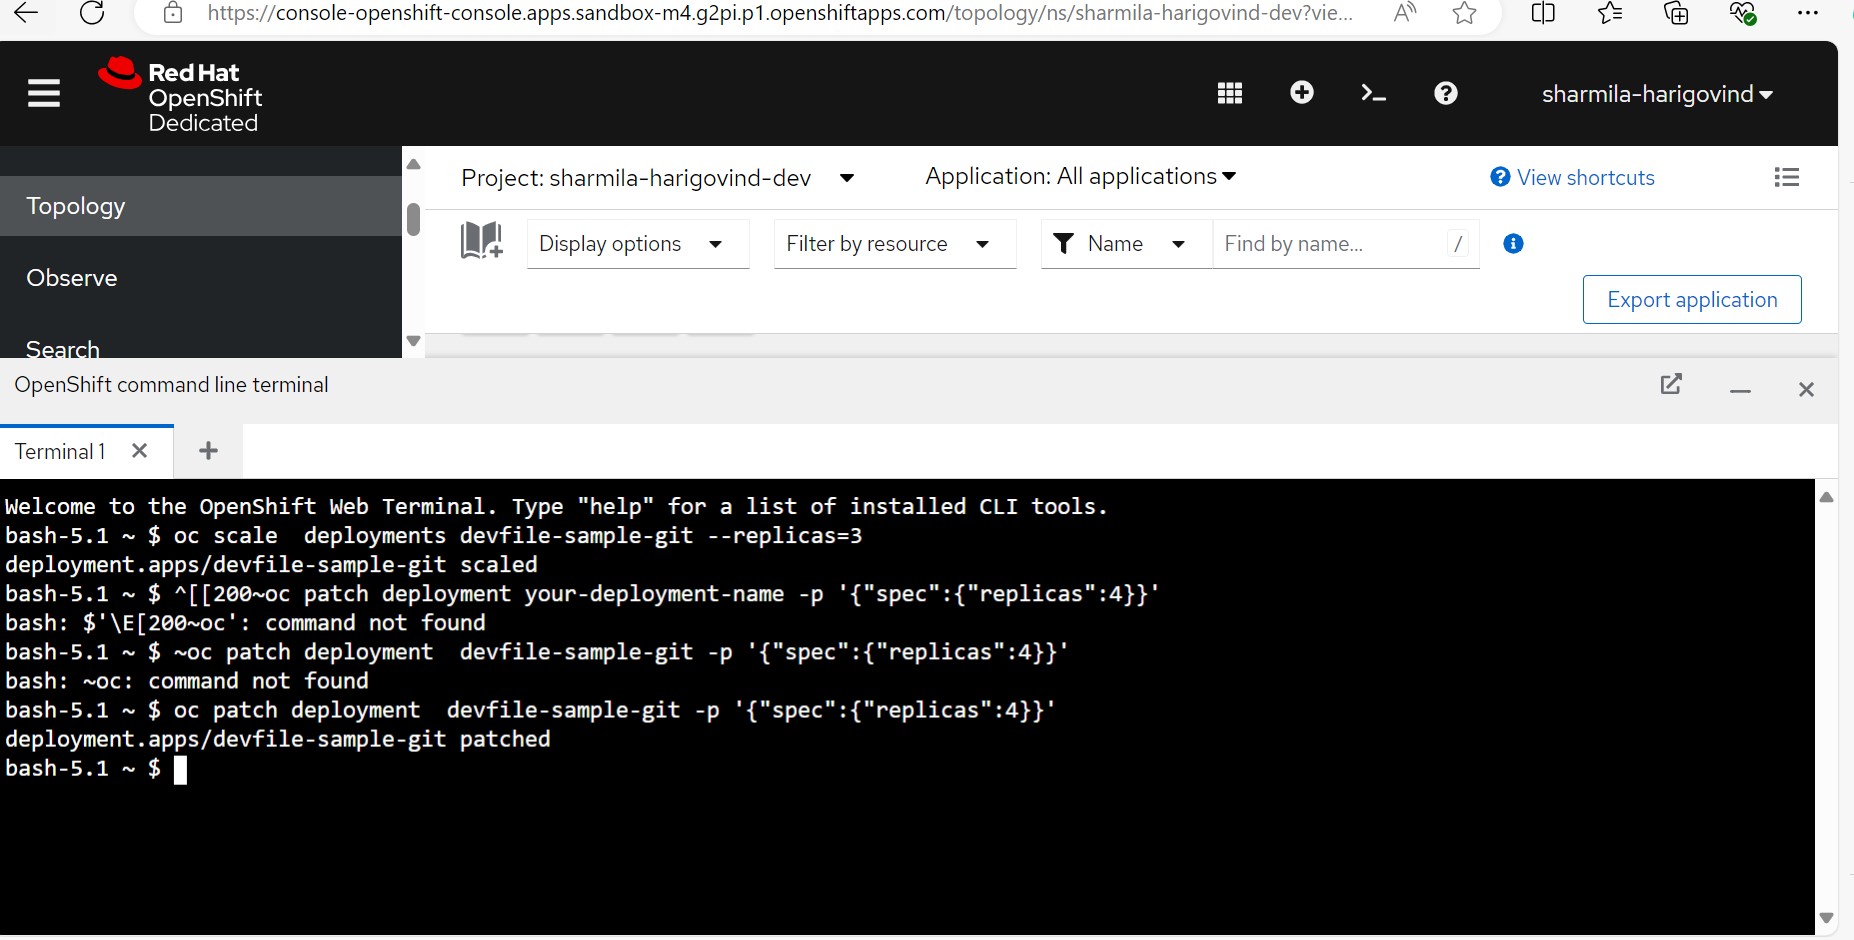 https://console-openshift-console.apps.sandbox-m4.g2pi.p1.openshiftapps.com/topology/ns/sharmila-harigovind-dev?vie...
Red Hat
OpenShift
Dedicated
sharmila-harigovind
Topology
Observe
Search
Project: sharmila-harigovind-dev
Application: All applications
View shortcuts
Display options
Filter by resource
Name
Find by name...
/
Export application
OpenShift command line terminal
Terminal 1
Welcome to the OpenShift Web Terminal. Type "help" for a list of installed CLI tools.
bash-5.1 ~ $ oc scale  deployments devfile-sample-git --replicas=3
deployment.apps/devfile-sample-git scaled
bash-5.1 ~ $ ^[[200~oc patch deployment your-deployment-name -p '{"spec":{"replicas":4}}'
bash: $'\E[200~oc': command not found
bash-5.1 ~ $ ~oc patch deployment  devfile-sample-git -p '{"spec":{"replicas":4}}'
bash: ~oc: command not found
bash-5.1 ~ $ oc patch deployment  devfile-sample-git -p '{"spec":{"replicas":4}}'
deployment.apps/devfile-sample-git patched
bash-5.1 ~ $